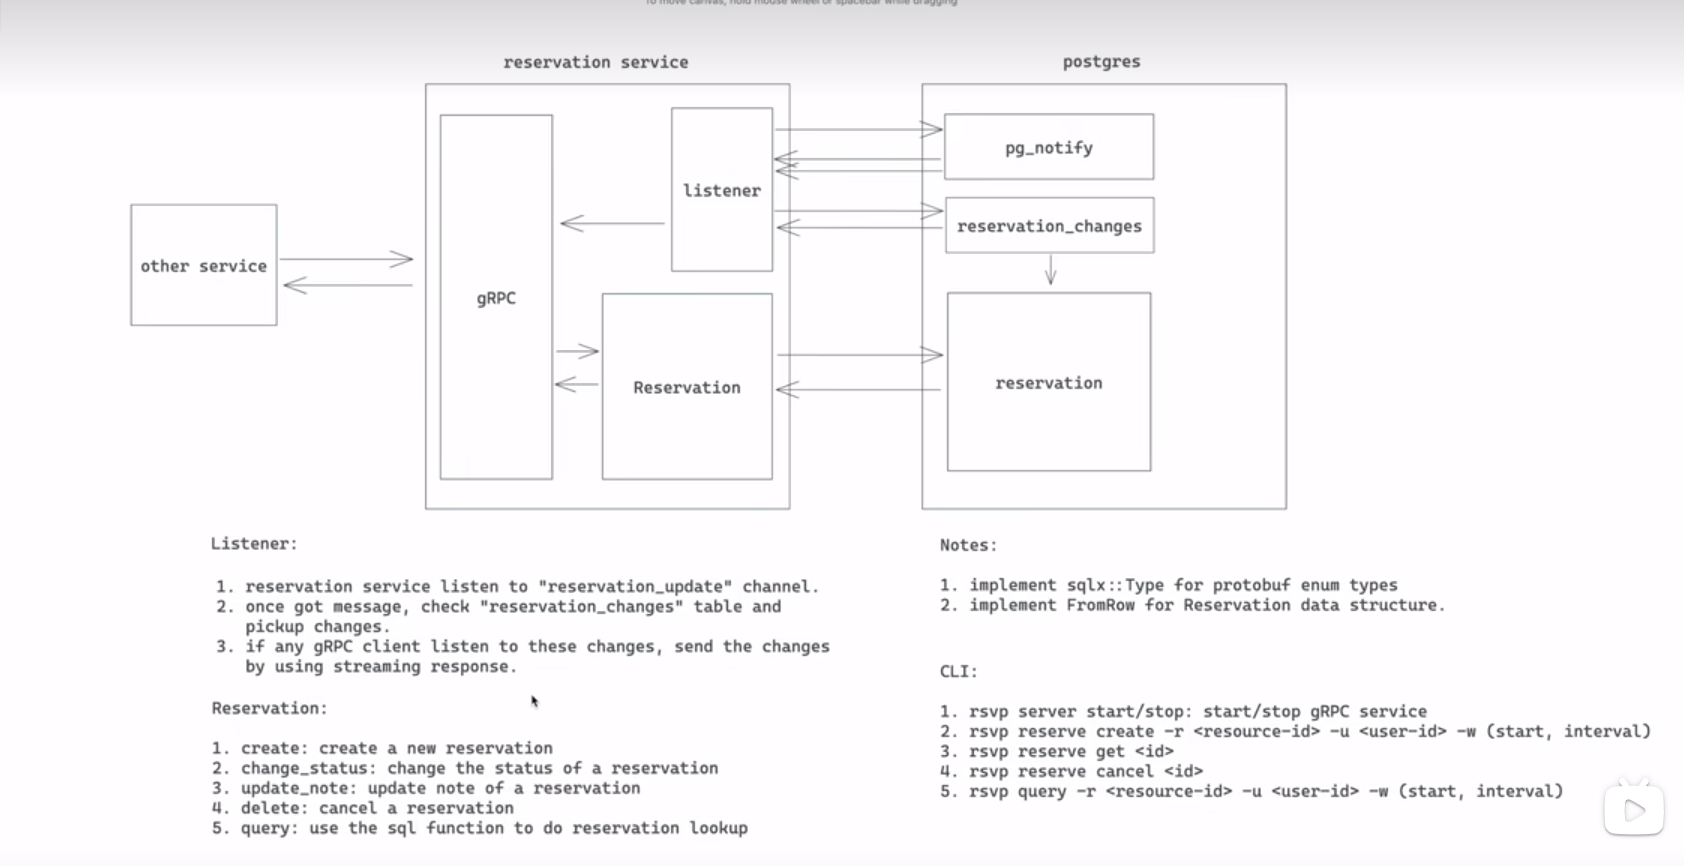 To move canvas, hold mouse wheel or spacebar while dragging
reservation service
postgres
pg_notify
listener
reservation_changes
other service
gRPC
Reservation
reservation
Listener:
1. reservation service listen to "reservation_update" channel.
2. once got message, check "reservation_changes" table and
pickup changes.
3. if any gRPC client listen to these changes, send the changes
by using streaming response.
Reservation:
1. create: create a new reservation
2. change_status: change the status of a reservation
3. update_note: update note of a reservation
4. delete: cancel a reservation
5. query: use the sql function to do reservation lookup
Notes:
1. implement sqlx::Type for protobuf enum types
2. implement FromRow for Reservation data structure.
CLI:
1. rsvp server start/stop: start/stop gRPC service
2. rsvp reserve create -r <resource-id> -u <user-id> -w (start, interval)
3. rsvp reserve get <id>
4. rsvp reserve cancel <id>
5. rsvp query -r <resource-id> -u <user-id> -w (start, interval)